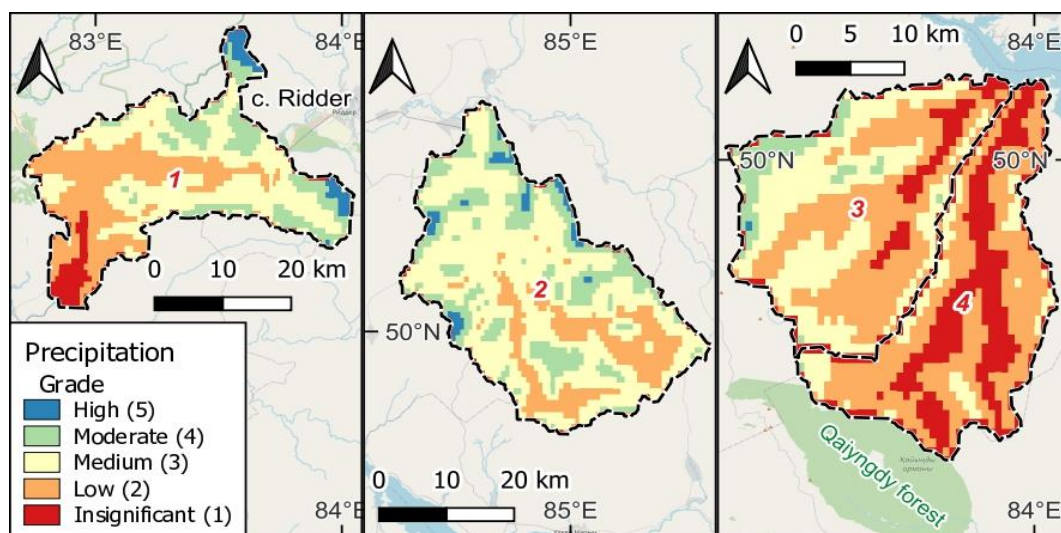 83°E
84°E
c. Ridder
1
0 10 20 km
84°E
Precipitation
Grade
High (5)
Moderate (4)
Medium (3)
Low (2)
Insignificant (1)
85°E
2
50°N
0 10 20 km
85°E
0 5 10 km
84°E
50°N
50°N
3
4
Qaiyngdy forest
84°E